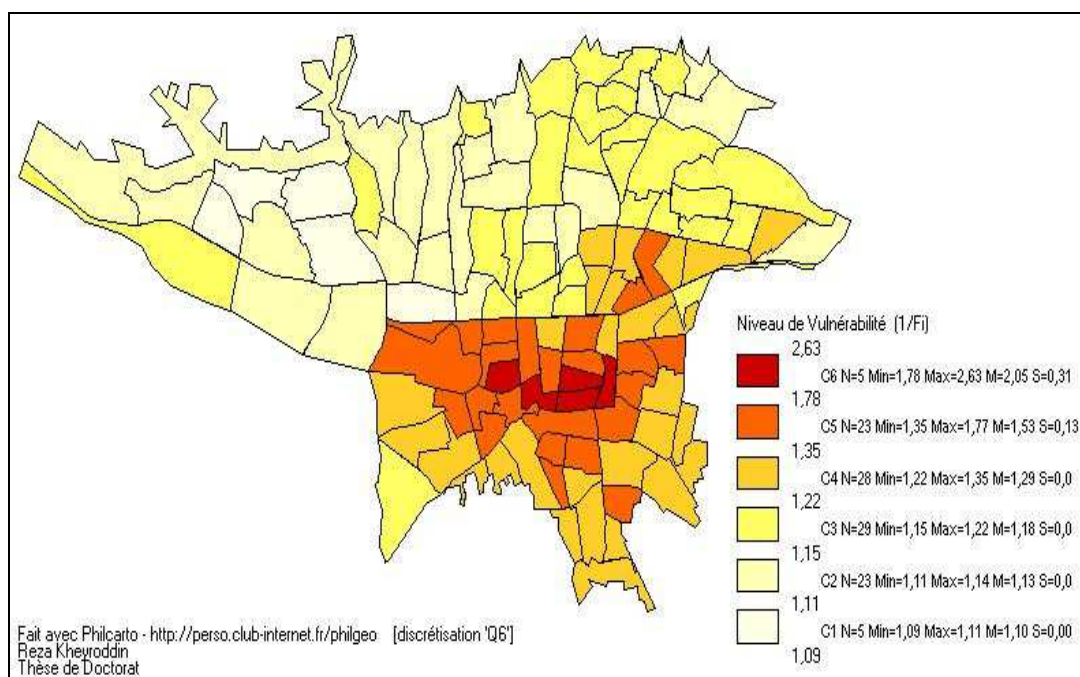 Niveau de Vulnérabilité (1/Fi)
2,63
C6 N=5 Min=1,78 Max=2,63 M=2,05 S=0,31
1,78
C5 N=23 Min=1,35 Max=1,77 M=1,53 S=0,13
1,35
C4 N=28 Min=1,22 Max=1,35 M=1,29 S=0,0
1,22
C3 N=29 Min=1,15 Max=1,22 M=1,18 S=0,0
1,15
C2 N=23 Min=1,11 Max=1,14 M=1,13 S=0,0
1,11
C1 N=5 Min=1,09 Max=1,11 M=1,10 S=0,00
1,09
Fait avec Philcarto - http://perso.club-internet.fr/philgeo [discrétisation 'Q6']
Reza Kheyroddin
Thèse de Doctorat